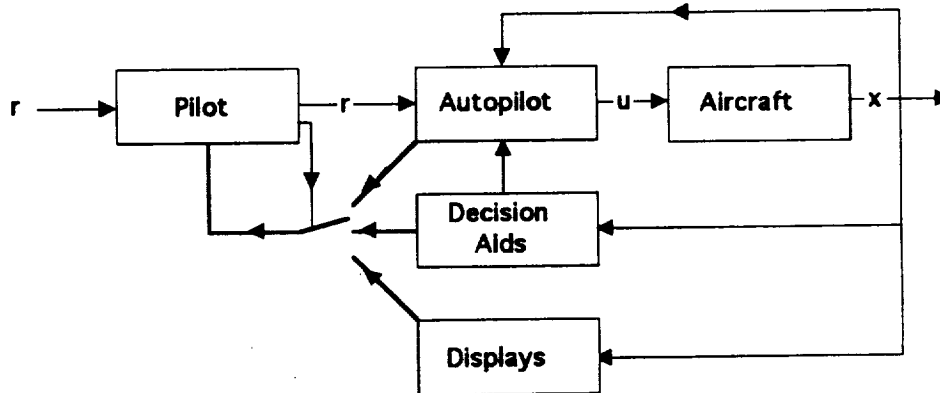 r
Pilot
r
Autopilot
u
Aircraft
x
Decision
Aids
Displays